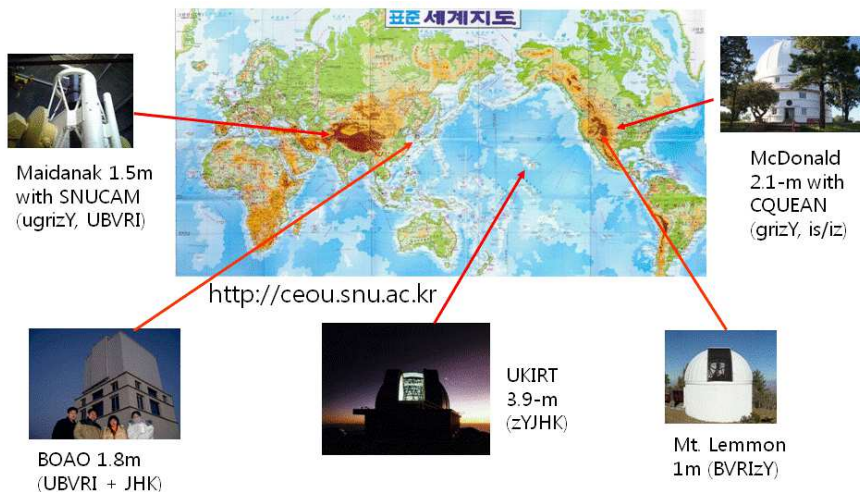 표준 세계지도
Maidanak 1.5m
with SNUCAM
(ugrizY, UBVRI)
McDonald
2.1-m with
CQUEAN
(grizY, is/iz)
http://ceou.snu.ac.kr
BOAO 1.8m
(UBVRI + JHK)
UKIRT
3.9-m
(zYJHK)
Mt. Lemmon
1m (BVRIzY)